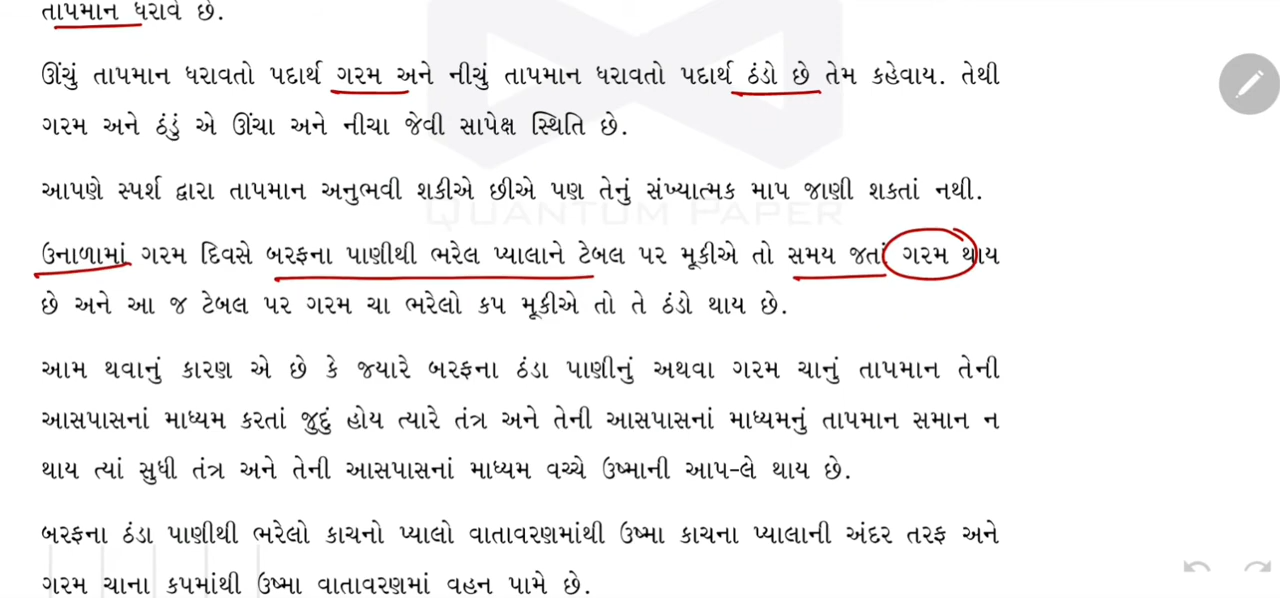 તાપમાન ધરાવે છે.
ઊંચું તાપમાન ધરાવતો પદાર્થ ગરમ અને નીચું તાપમાન ધરાવતો પદાર્થ ઠંડો છે તેમ કહેવાય. તેથી
ગરમ અને ઠંડું એ ઊંચા અને નીચા જેવી સાપેક્ષ સ્થિતિ છે.
આપણે સ્પર્શ દ્વારા તાપમાન અનુભવી શકીએ છીએ પણ તેનું સંખ્યાત્મક માપ જાણી શકતાં નથી.
QUANTUM PAPER
ઉનાળામાં ગરમ દિવસે બરફના પાણીથી ભરેલ પ્યાલાને ટેબલ પર મૂકીએ તો સમય જતાં ગરમ થાય
છે અને આ જ ટેબલ પર ગરમ ચા ભરેલો કપ મૂકીએ તો તે ઠંડો થાય છે.
આમ થવાનું કારણ એ છે કે જ્યારે બરફના ઠંડા પાણીનું અથવા ગરમ ચાનું તાપમાન તેની
આસપાસનાં માધ્યમ કરતાં જુદું હોય ત્યારે તંત્ર અને તેની આસપાસનાં માધ્યમનું તાપમાન સમાન ન
થાય ત્યાં સુધી તંત્ર અને તેની આસપાસનાં માધ્યમ વચ્ચે ઉષ્માની આપ-લે થાય છે.
બરફના ઠંડા પાણીથી ભરેલો કાચનો પ્યાલો વાતાવરણમાંથી ઉષ્મા કાચના પ્યાલાની અંદર તરફ અને
ગરમ ચાના કપમાંથી ઉષ્મા વાતાવરણમાં વહન પામે છે.